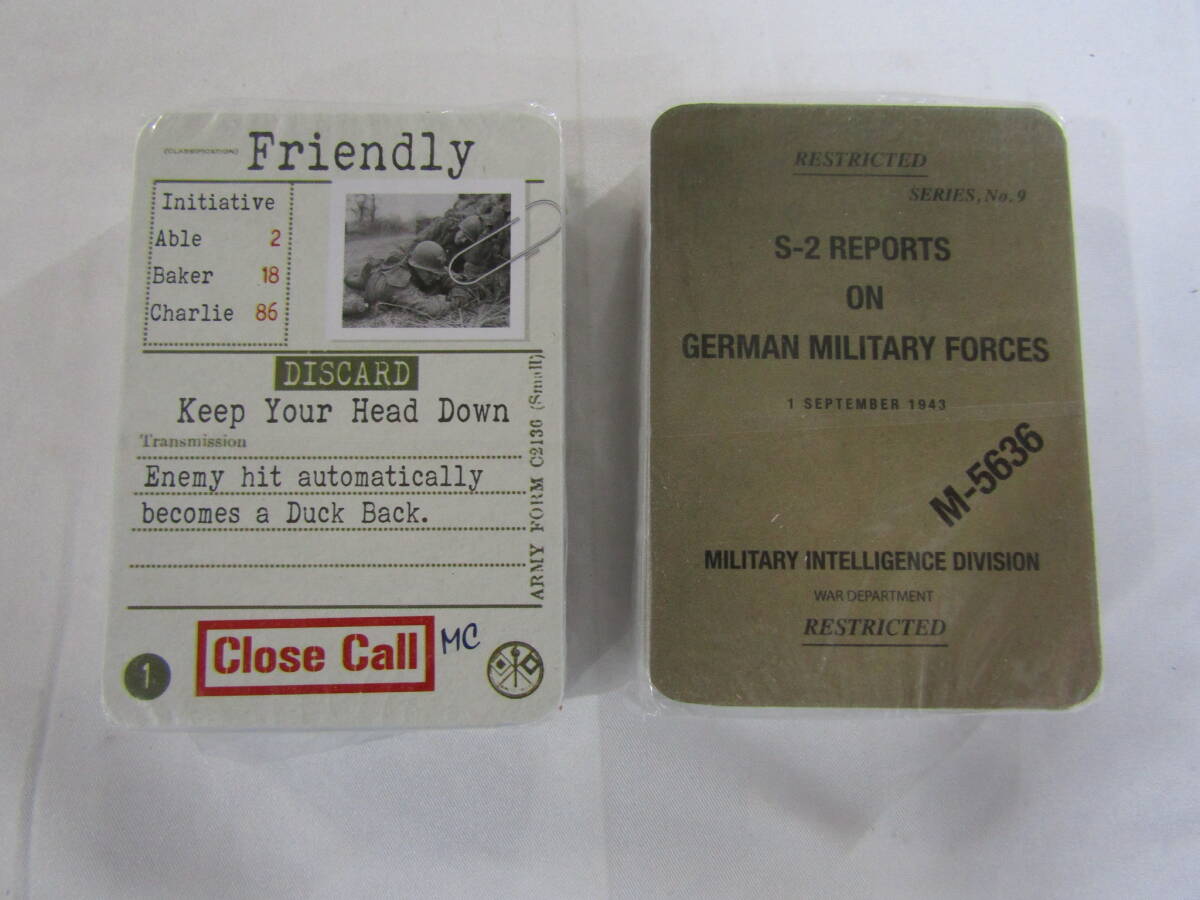 (CLASSIFICATION) Friendly
Initiative
Able 2
Baker 18
Charlie 86
DISCARD
Keep Your Head Down
Transmission
Enemy hit automatically
becomes a Duck Back.
ARMY FORM C2136 (Small)
1
Close Call
MC
RESTRICTED
SERIES, No. 9
S-2 REPORTS
ON
GERMAN MILITARY FORCES
1 SEPTEMBER 1943
M-5636
MILITARY INTELLIGENCE DIVISION
WAR DEPARTMENT
RESTRICTED